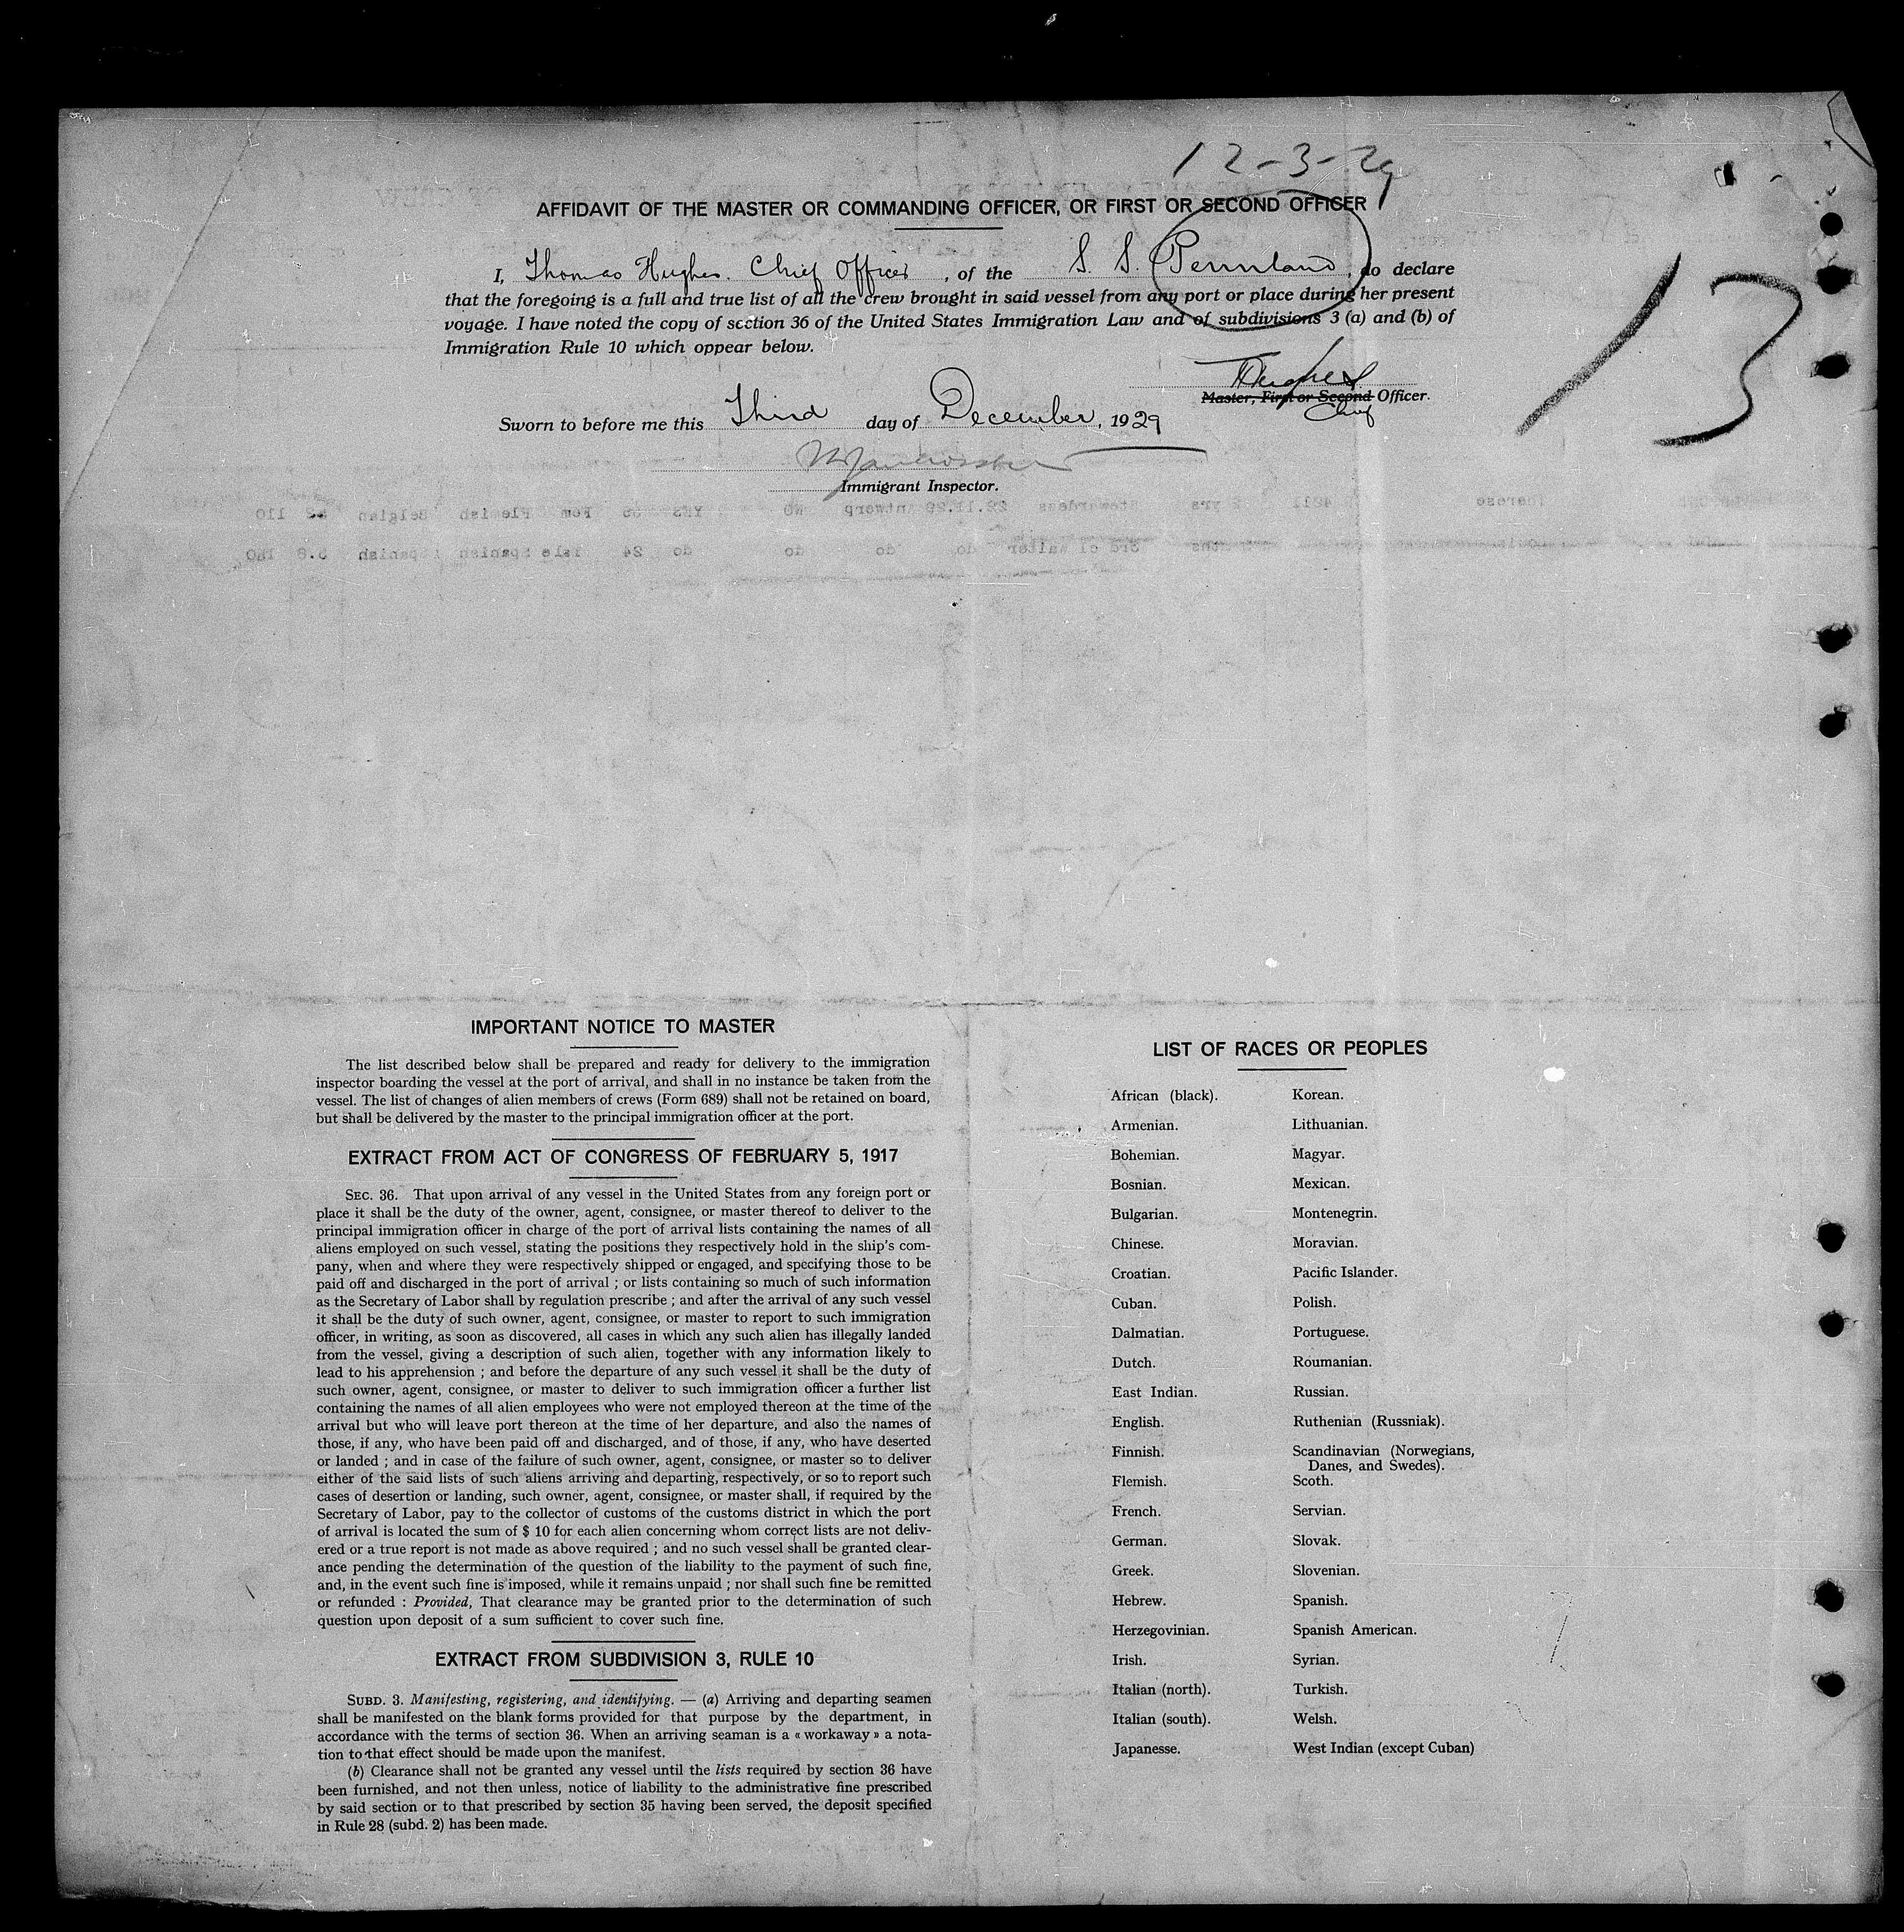 12-3-29
AFFIDAVIT OF THE MASTER OR COMMANDING OFFICER, OR FIRST OR SECOND OFFICER
I, Thomas Hughes. Chief Officer, of the S. S. Pennland, do declare
that the foregoing is a full and true list of all the crew brought in said vessel from any port or place during her present
voyage. I have noted the copy of section 36 of the United States Immigration Law and of subdivisions 3 (a) and (b) of
Immigration Rule 10 which oppear below.
13
THughes.
Master, First or Second Officer.
Chief
Sworn to before me this Third day of December, 1929
Immigrant Inspector.
IMPORTANT NOTICE TO MASTER
The list described below shall be prepared and ready for delivery to the immigration
inspector boarding the vessel at the port of arrival, and shall in no instance be taken from the
vessel. The list of changes of alien members of crews (Form 689) shall not be retained on board,
but shall be delivered by the master to the principal immigration officer at the port.
EXTRACT FROM ACT OF CONGRESS OF FEBRUARY 5, 1917
SEC. 36. That upon arrival of any vessel in the United States from any foreign port or
place it shall be the duty of the owner, agent, consignee, or master thereof to deliver to the
principal immigration officer in charge of the port of arrival lists containing the names of all
aliens employed on such vessel, stating the positions they respectively hold in the ship's com-
pany, when and where they were respectively shipped or engaged, and specifying those to be
paid off and discharged in the port of arrival ; or lists containing so much of such information
as the Secretary of Labor shall by regulation prescribe ; and after the arrival of any such vessel
it shall be the duty of such owner, agent, consignee, or master to report to such immigration
officer, in writing, as soon as discovered, all cases in which any such alien has illegally landed
from the vessel, giving a description of such alien, together with any information likely to
lead to his apprehension ; and before the departure of any such vessel it shall be the duty of
such owner, agent, consignee, or master to deliver to such immigration officer a further list
containing the names of all alien employees who were not employed thereon at the time of the
arrival but who will leave port thereon at the time of her departure, and also the names of
those, if any, who have been paid off and discharged, and of those, if any, who have deserted
or landed ; and in case of the failure of such owner, agent, consignee, or master so to deliver
either of the said lists of such aliens arriving and departing, respectively, or so to report such
cases of desertion or landing, such owner, agent, consignee, or master shall, if required by the
Secretary of Labor, pay to the collector of customs of the customs district in which the port
of arrival is located the sum of $ 10 for each alien concerning whom correct lists are not deliv-
ered or a true report is not made as above required ; and no such vessel shall be granted clear-
ance pending the determination of the question of the liability to the payment of such fine,
and, in the event such fine is imposed, while it remains unpaid ; nor shall such fine be remitted
or refunded : Provided, That clearance may be granted prior to the determination of such
question upon deposit of a sum sufficient to cover such fine.
EXTRACT FROM SUBDIVISION 3, RULE 10
SUBD. 3. Manifesting, registering, and identifying. — (a) Arriving and departing seamen
shall be manifested on the blank forms provided for that purpose by the department, in
accordance with the terms of section 36. When an arriving seaman is a « workaway » a nota-
tion to that effect should be made upon the manifest.
(b) Clearance shall not be granted any vessel until the lists required by section 36 have
been furnished, and not then unless, notice of liability to the administrative fine prescribed
by said section or to that prescribed by section 35 having been served, the deposit specified
in Rule 28 (subd. 2) has been made.
LIST OF RACES OR PEOPLES
African (black).
Armenian.
Bohemian.
Bosnian.
Bulgarian.
Chinese.
Croatian.
Cuban.
Dalmatian.
Dutch.
East Indian.
English.
Finnish.
Flemish.
French.
German.
Greek.
Hebrew.
Herzegovinian.
Irish.
Italian (north).
Italian (south).
Japanesse.
Korean.
Lithuanian.
Magyar.
Mexican.
Montenegrin.
Moravian.
Pacific Islander.
Polish.
Portuguese.
Roumanian.
Russian.
Ruthenian (Russniak).
Scandinavian (Norwegians,
Danes, and Swedes).
Scoth.
Servian.
Slovak.
Slovenian.
Spanish.
Spanish American.
Syrian.
Turkish.
Welsh.
West Indian (except Cuban)